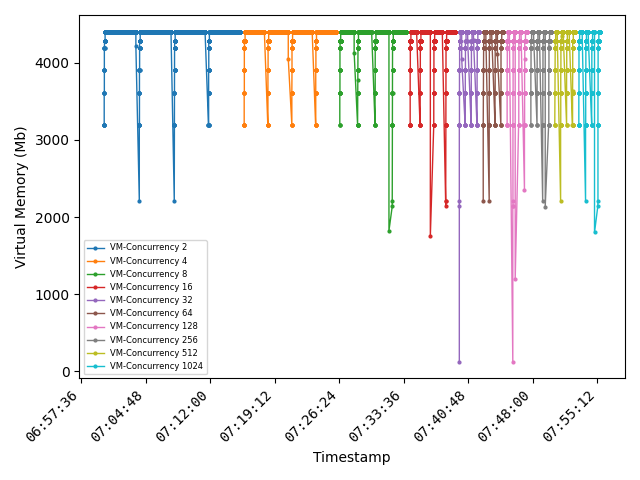 Virtual Memory (Mb)
4000
3000
2000
1000
0
VM-Concurrency 2
VM-Concurrency 4
VM-Concurrency 8
VM-Concurrency 16
VM-Concurrency 32
VM-Concurrency 64
VM-Concurrency 128
VM-Concurrency 256
VM-Concurrency 512
VM-Concurrency 1024
06:57:36
07:04:48
07:12:00
07:19:12
07:26:24
07:33:36
07:40:48
07:48:00
07:55:12
Timestamp